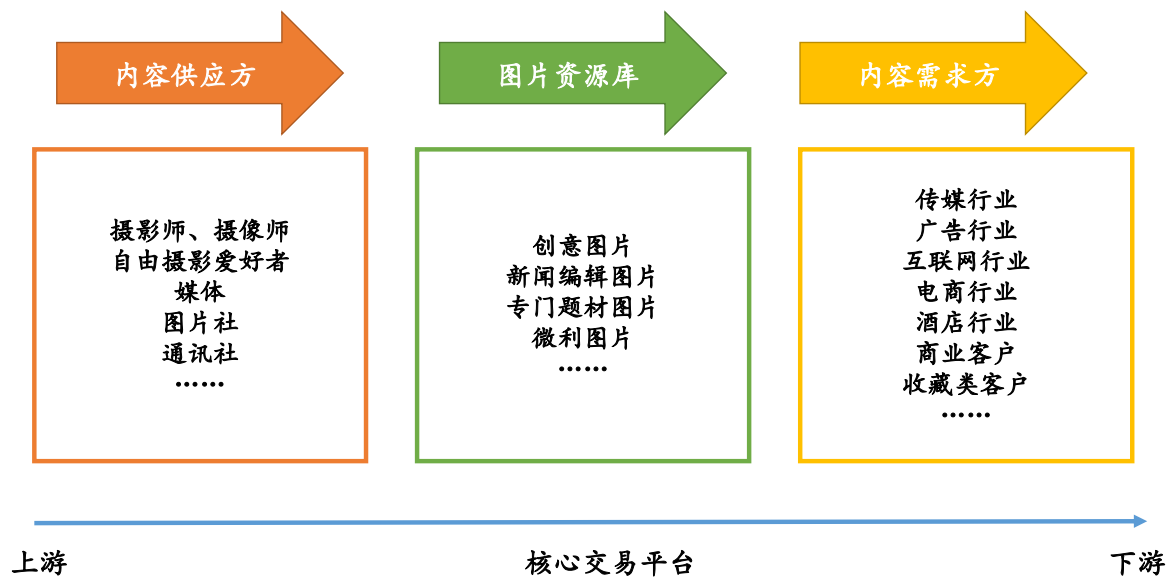 内容供应方
图片资源库
内容需求方
摄影师、摄像师
自由摄影爱好者
媒体
图片社
通讯社
……
创意图片
新闻编辑图片
专门题材图片
微利图片
……
传媒行业
广告行业
互联网行业
电商行业
酒店行业
商业客户
收藏类客户
……
上游
核心交易平台
下游